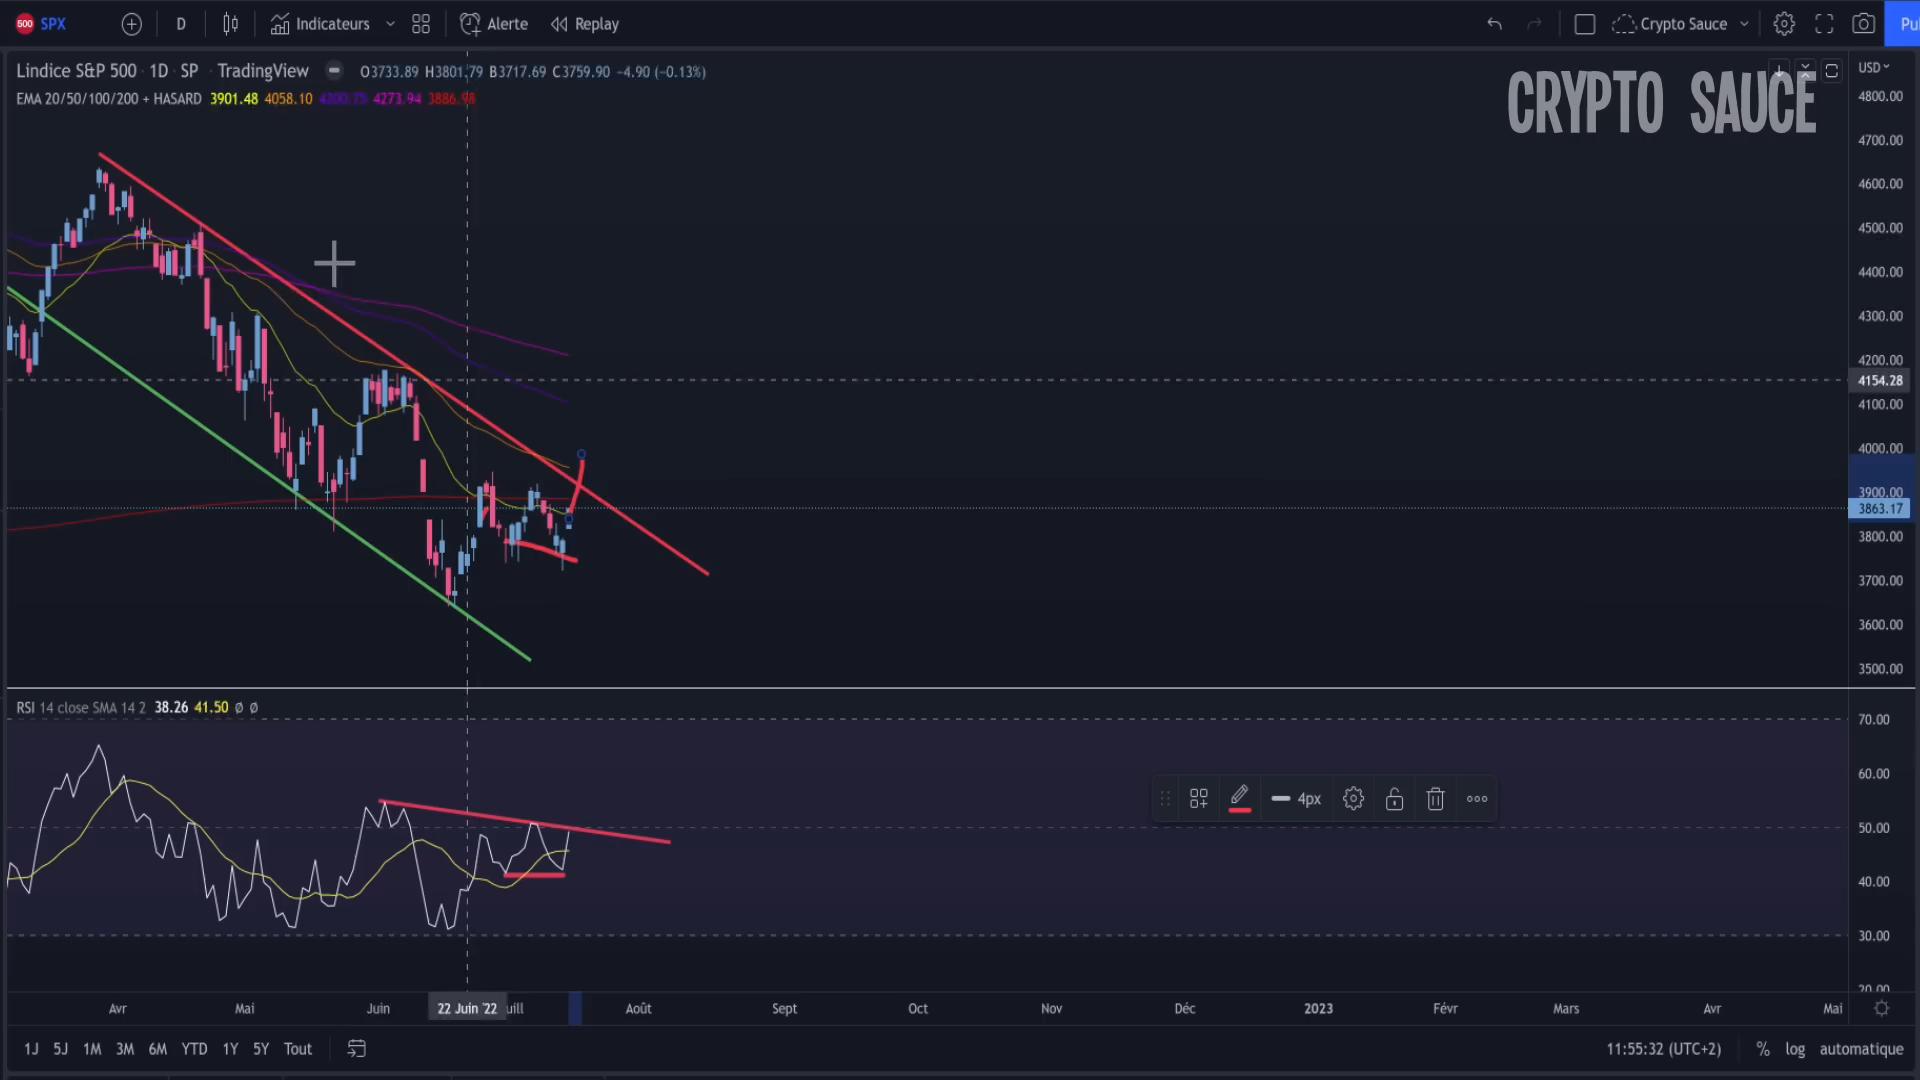 500 SPX D Indicateurs Alerte Replay Crypto Sauce Pu
Lindice S&P 500 1D SP TradingView O3733.89 H3801.79 B3717.69 C3759.90 −4.90 (−0.13%) USD
EMA 20/50/100/200 + HASARD 3901.48 4058.10 4273.94 3886.98
CRYPTO SAUCE
4800.00
4700.00
4600.00
4500.00
4400.00
4300.00
4200.00
4154.28
4100.00
4000.00
3900.00
3863.17
3800.00
3700.00
3600.00
3500.00
RSI 14 close SMA 14 2 38.26 41.50 Ø Ø
70.00
60.00
4px
50.00
40.00
30.00
20.00
Avr Mai Juin 22 Juin '22 uill Août Sept Oct Nov Déc 2023 Févr Mars Avr Mai
1J 5J 1M 3M 6M YTD 1Y 5Y Tout 11:55:32 (UTC+2) % log automatique